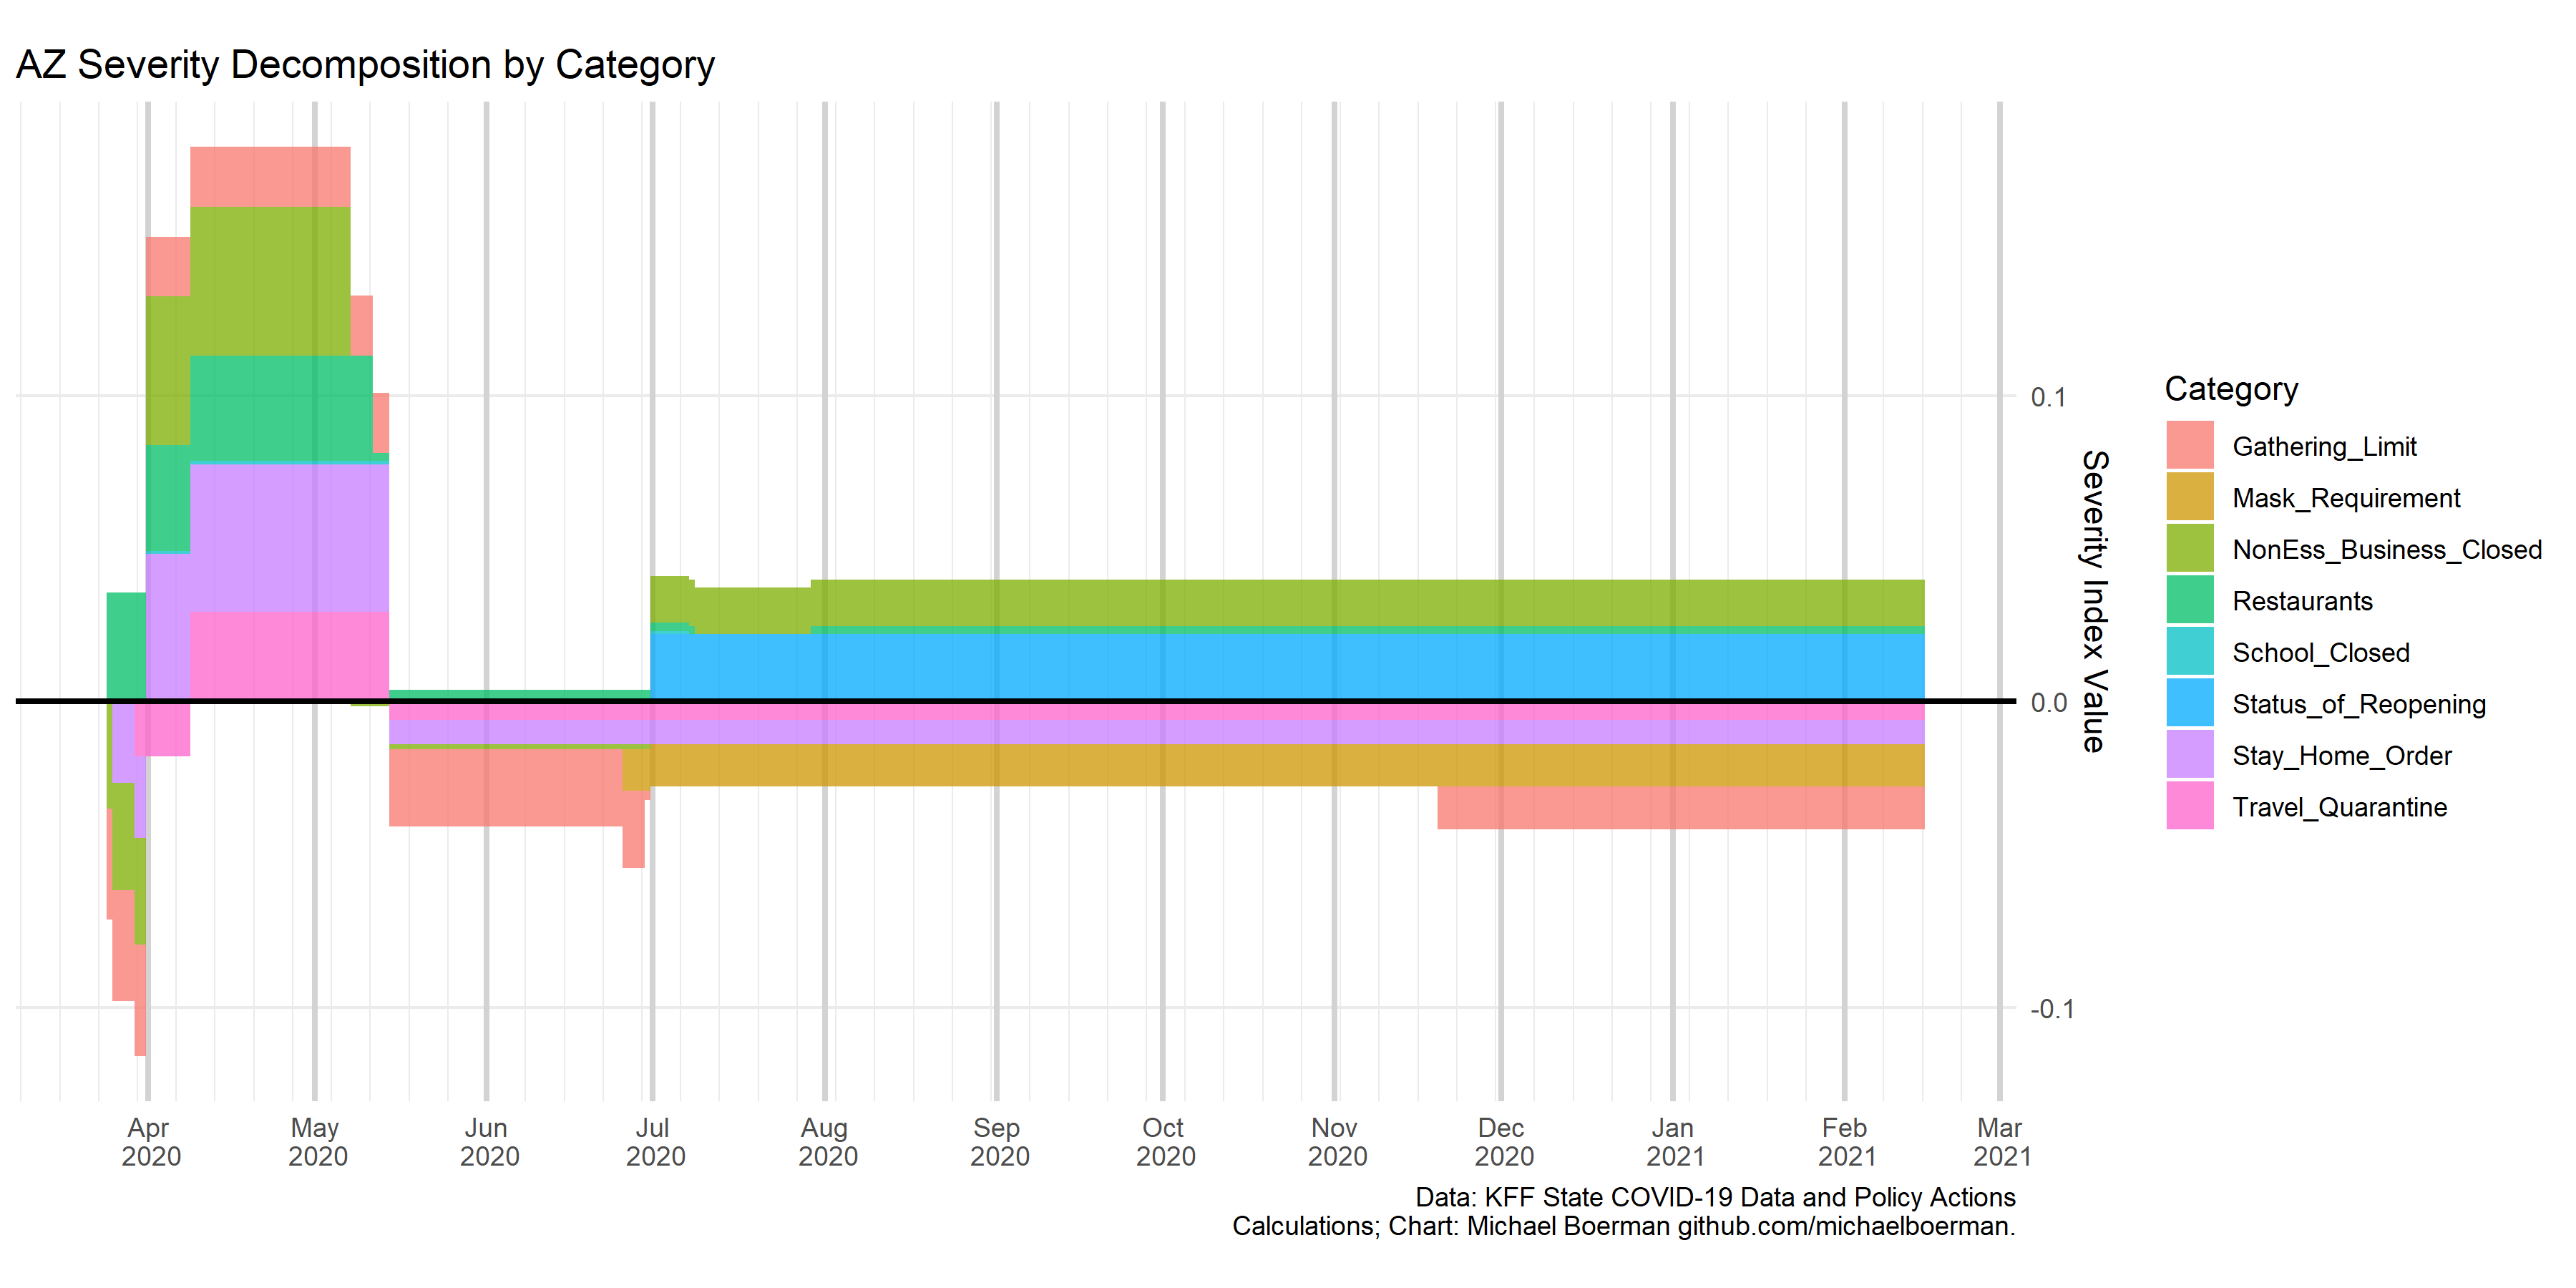 AZ Severity Decomposition by Category
0.1
0.0
-0.1
Severity Index Value
Category
Gathering_Limit
Mask_Requirement
NonEss_Business_Closed
Restaurants
School_Closed
Status_of_Reopening
Stay_Home_Order
Travel_Quarantine
Apr May Jun Jul Aug Sep Oct Nov Dec Jan Feb Mar
2020 2020 2020 2020 2020 2020 2020 2020 2020 2021 2021 2021
Data: KFF State COVID-19 Data and Policy Actions
Calculations; Chart: Michael Boerman github.com/michaelboerman.